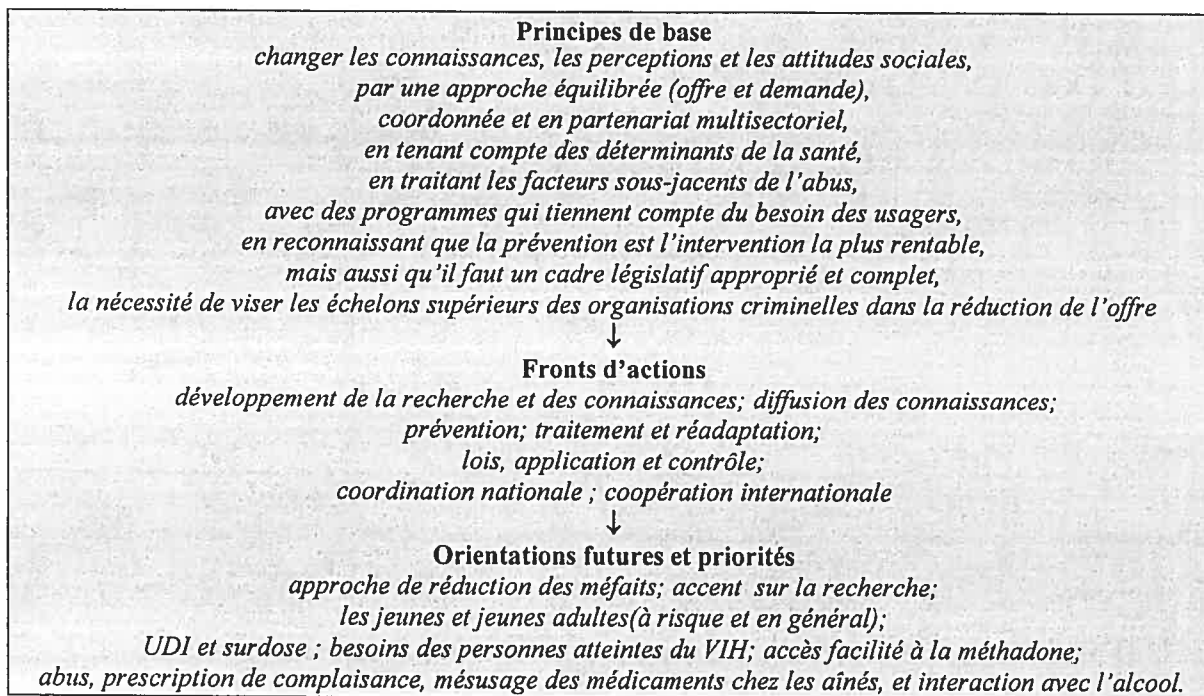 Principes de base
changer les connaissances, les perceptions et les attitudes sociales,
par une approche équilibrée (offre et demande),
coordonnée et en partenariat multisectoriel,
en tenant compte des déterminants de la santé,
en traitant les facteurs sous-jacents de l'abus,
avec des programmes qui tiennent compte du besoin des usagers,
en reconnaissant que la prévention est l'intervention la plus rentable,
mais aussi qu'il faut un cadre législatif approprié et complet,
la nécessité de viser les échelons supérieurs des organisations criminelles dans la réduction de l'offre
↓
Fronts d'actions
développement de la recherche et des connaissances; diffusion des connaissances;
prévention; traitement et réadaptation;
lois, application et contrôle;
coordination nationale ; coopération internationale
↓
Orientations futures et priorités
approche de réduction des méfaits; accent sur la recherche;
les jeunes et jeunes adultes(à risque et en général);
UDI et surdose ; besoins des personnes atteintes du VIH; accès facilité à la méthadone;
abus, prescription de complaisance, mésusage des médicaments chez les aînés, et interaction avec l'alcool.